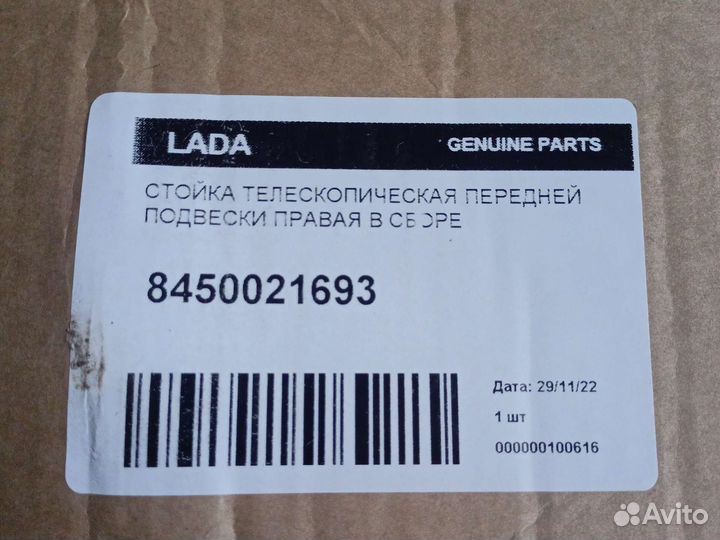 LADA GENUINE PARTS
СТОЙКА ТЕЛЕСКОПИЧЕСКАЯ ПЕРЕДНЕЙ
ПОДВЕСКИ ПРАВАЯ В СБОРЕ
8450021693
Дата: 29/11/22
1 шт
000000100616
Avito